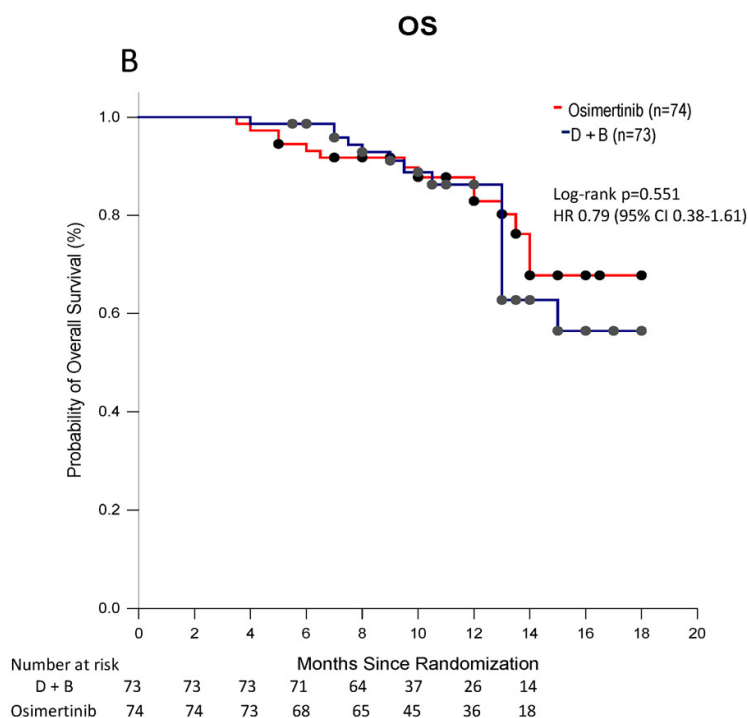 OS
B
Osimertinib (n=74)
D + B (n=73)
Log-rank p=0.551
HR 0.79 (95% CI 0.38-1.61)
Probability of Overall Survival (%)
1.0
0.8
0.6
0.4
0.2
0.0
0 2 4 6 8 10 12 14 16 18 20
Months Since Randomization
Number at risk
D + B 73 73 73 71 64 37 26 14
Osimertinib 74 74 73 68 65 45 36 18